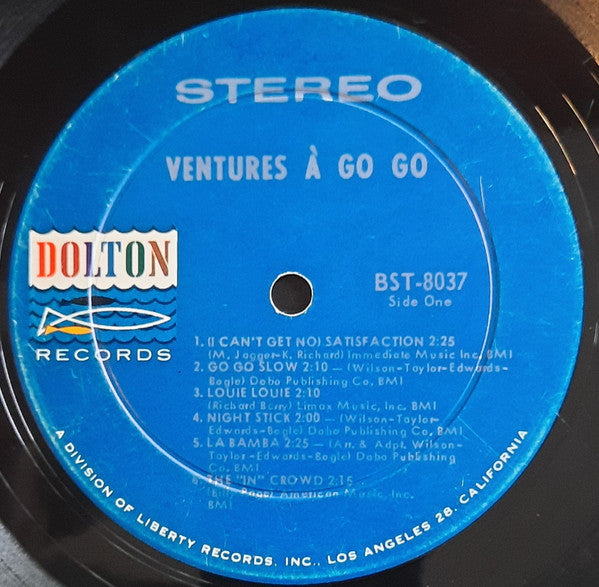 STEREO
VENTURES À GO GO
DOLTON
RECORDS
BST-8037
Side One
1. (I CAN'T GET NO) SATISFACTION 2:25
(M. Jagger-K. Richard) Immediate Music Inc. BMI
2. GO GO SLOW 2:10 — (Wilson-Taylor-Edwards-
Bogle) Dobo Publishing Co. BMI
3. LOUIE LOUIE 2:10
(Richard Berry) Limax Music, Inc. BMI
4. NIGHT STICK 2:00 — (Wilson-Taylor-
Edwards-Bogle) Dobo Publishing Co. BMI
5. LA BAMBA 2:25 — (Arr. & Adpt. Wilson-
Taylor-Edwards-Bogle) Dobo Publishing
Co. BMI
6. THE "IN" CROWD 2:15
(Billy Page) American Music, Inc.
BMI
A DIVISION OF LIBERTY RECORDS, INC., LOS ANGELES 28, CALIFORNIA